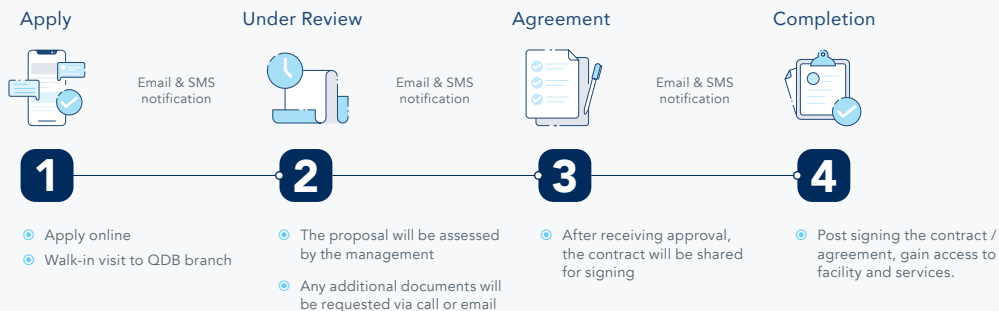 Apply
Under Review
Agreement
Completion
Email & SMS
notification
Email & SMS
notification
Email & SMS
notification
1
2
3
4
Apply online
Walk-in visit to QDB branch
The proposal will be assessed
by the management
Any additional documents will
be requested via call or email
After receiving approval,
the contract will be shared
for signing
Post signing the contract /
agreement, gain access to
facility and services.